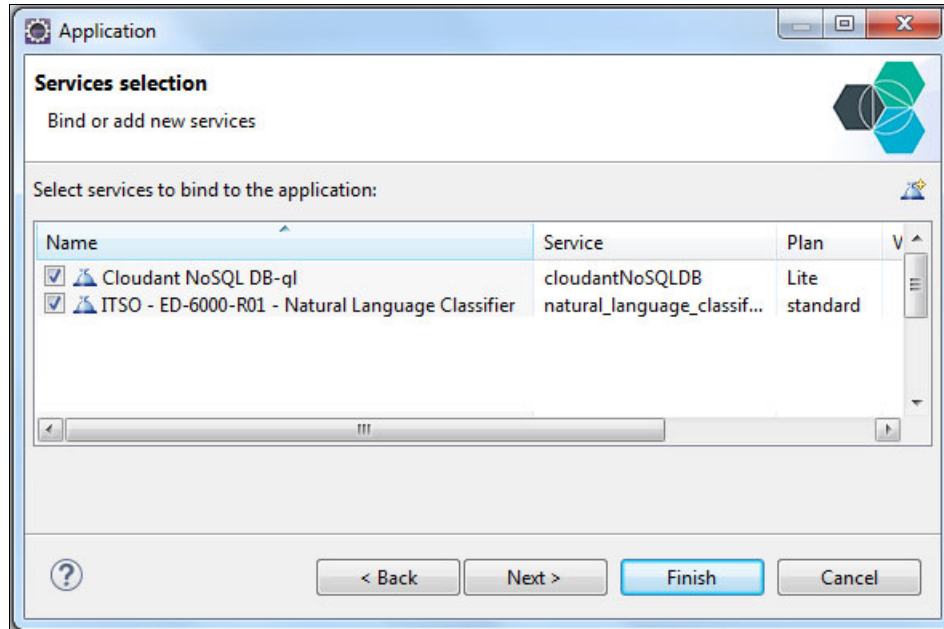 Application
Services selection
Bind or add new services
Select services to bind to the application:
Name Service Plan V
Cloudant NoSQL DB-ql cloudantNoSQLDB Lite
ITSO - ED-6000-R01 - Natural Language Classifier natural_language_classif... standard
? < Back Next > Finish Cancel